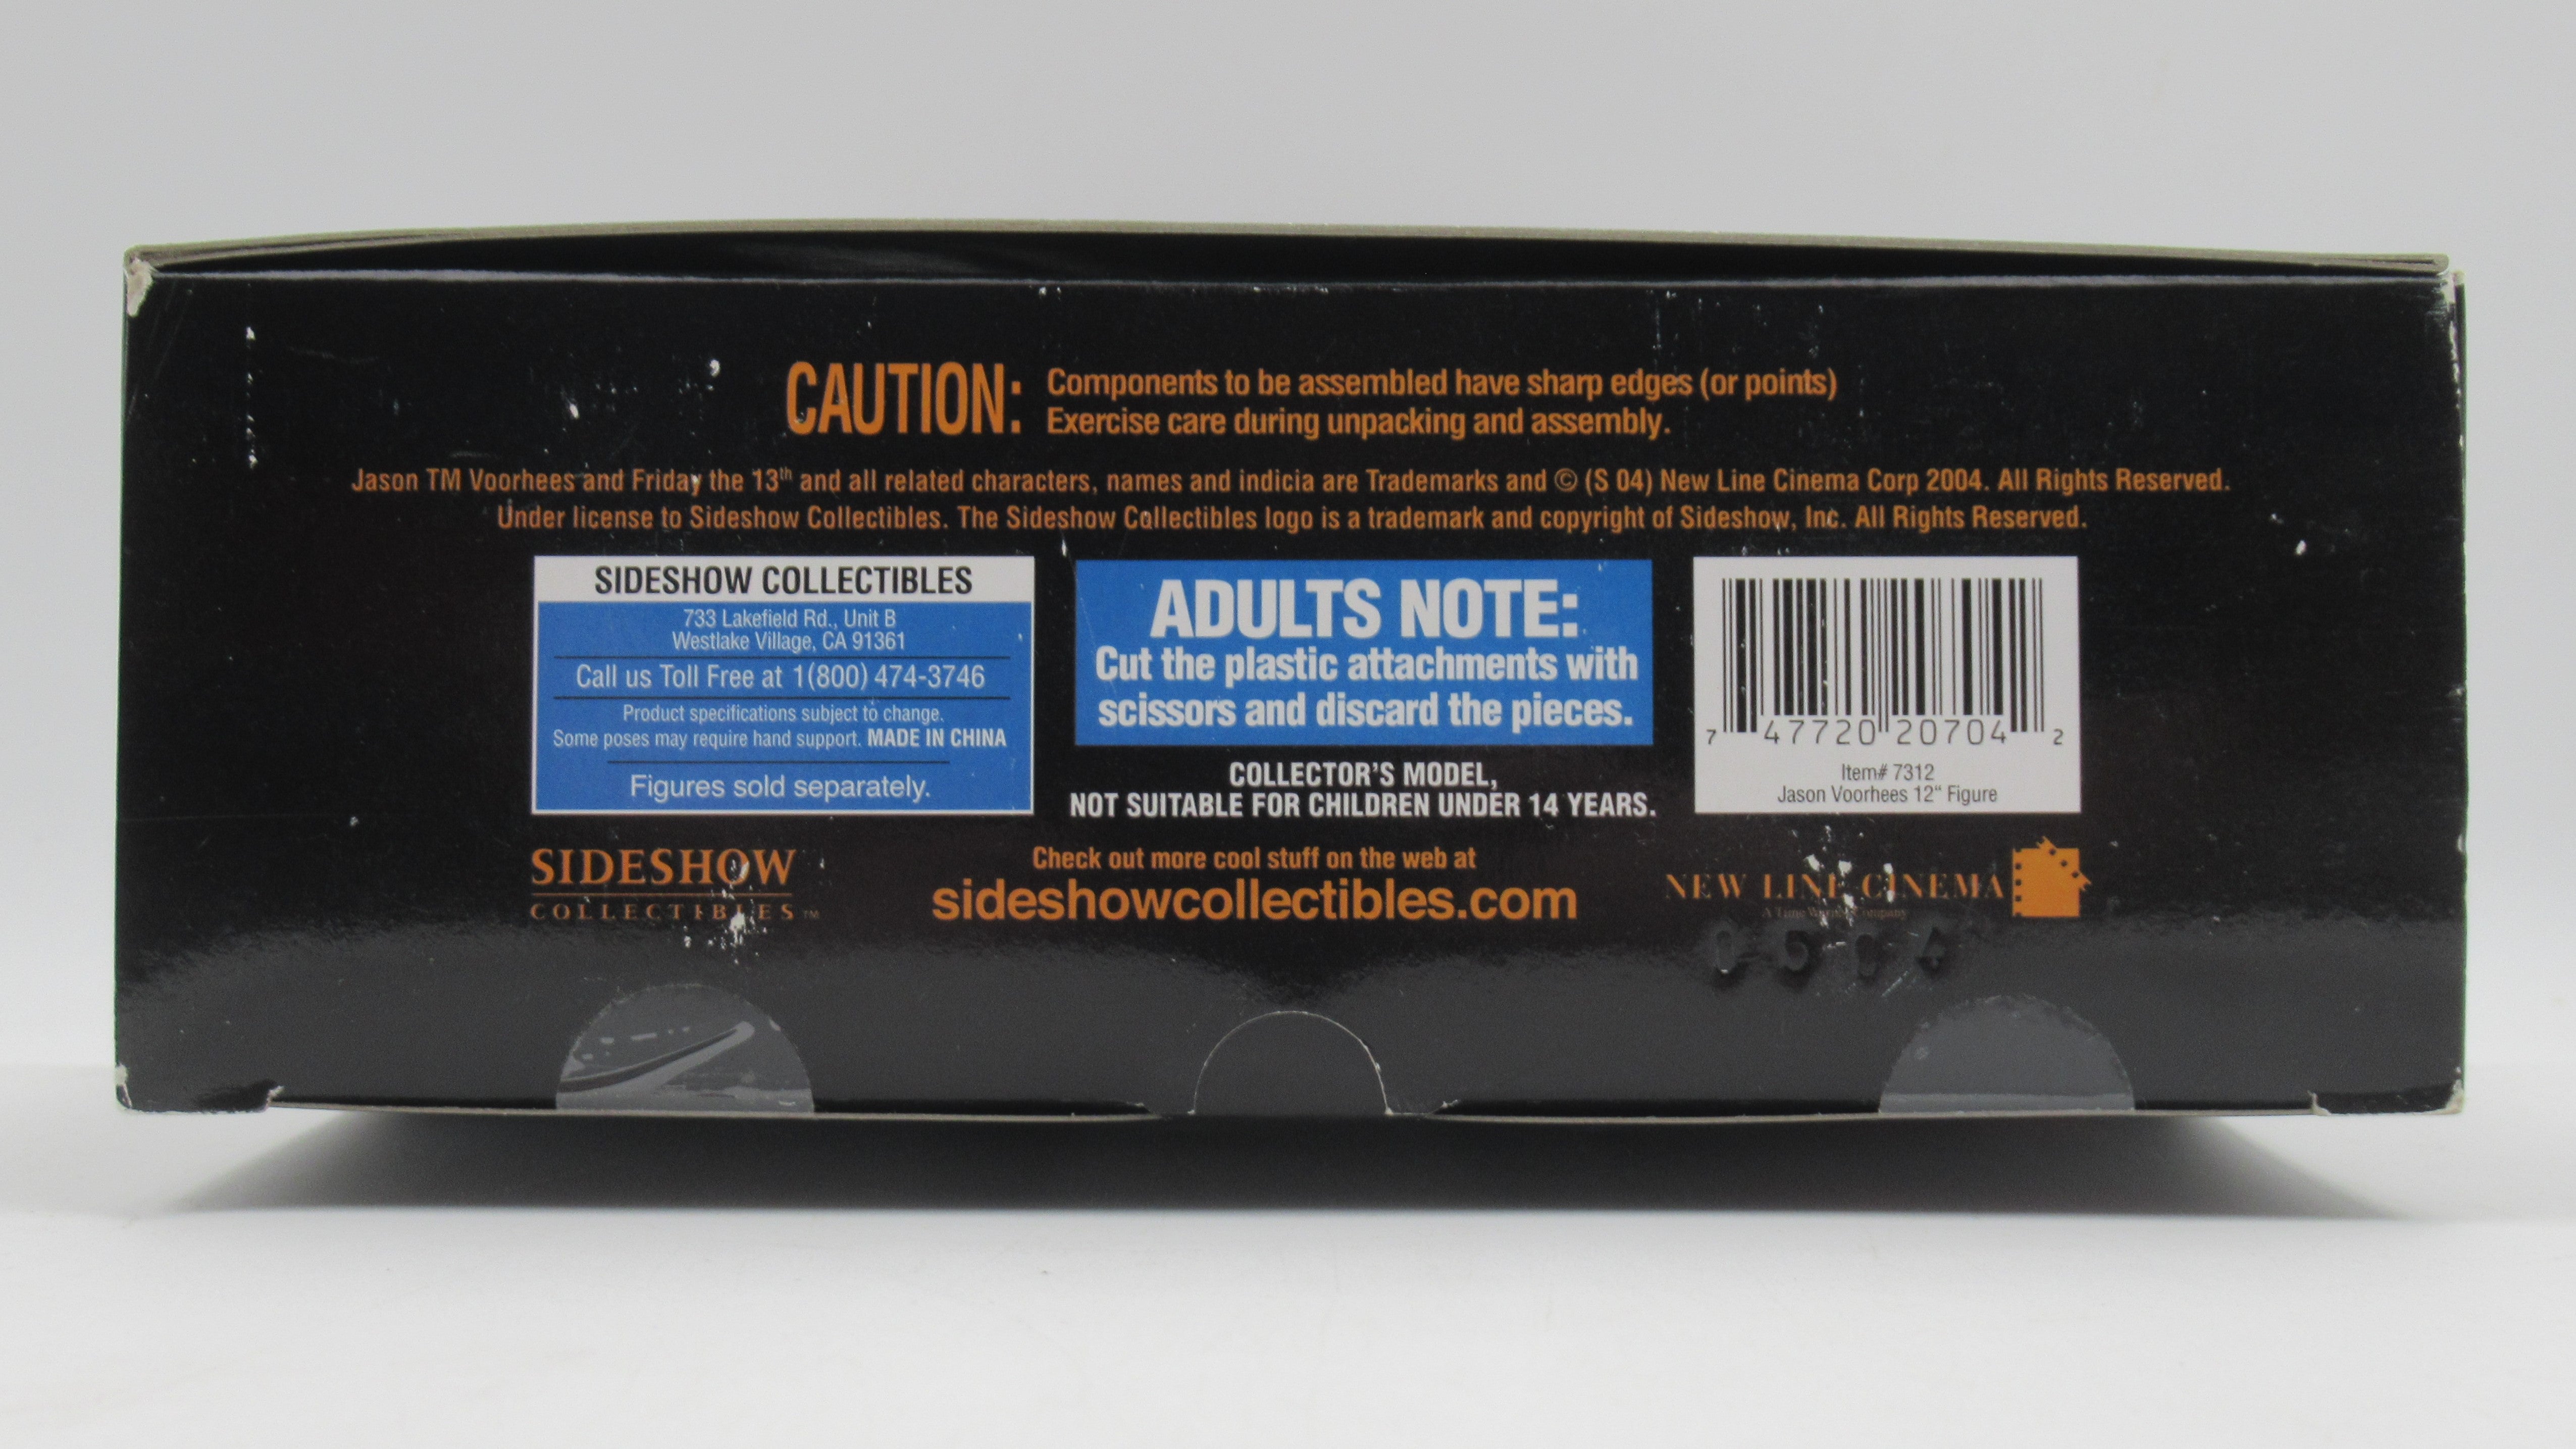 CAUTION: Components to be assembled have sharp edges (or points)
Exercise care during unpacking and assembly.
Jason TM Voorhees and Friday the 13th and all related characters, names and indicia are Trademarks and © (S 04) New Line Cinema Corp 2004. All Rights Reserved.
Under license to Sideshow Collectibles. The Sideshow Collectibles logo is a trademark and copyright of Sideshow, Inc. All Rights Reserved.
SIDESHOW COLLECTIBLES
733 Lakefield Rd., Unit B
Westlake Village, CA 91361
Call us Toll Free at 1(800) 474-3746
Product specifications subject to change.
Some poses may require hand support. MADE IN CHINA
Figures sold separately.
ADULTS NOTE:
Cut the plastic attachments with
scissors and discard the pieces.
COLLECTOR'S MODEL,
NOT SUITABLE FOR CHILDREN UNDER 14 YEARS.
7 47720 20704 2
Item# 7312
Jason Voorhees 12" Figure
SIDESHOW
COLLECTIBLES TM
Check out more cool stuff on the web at
sideshowcollectibles.com
NEW LINE CINEMA
A Time Warner Company
0504